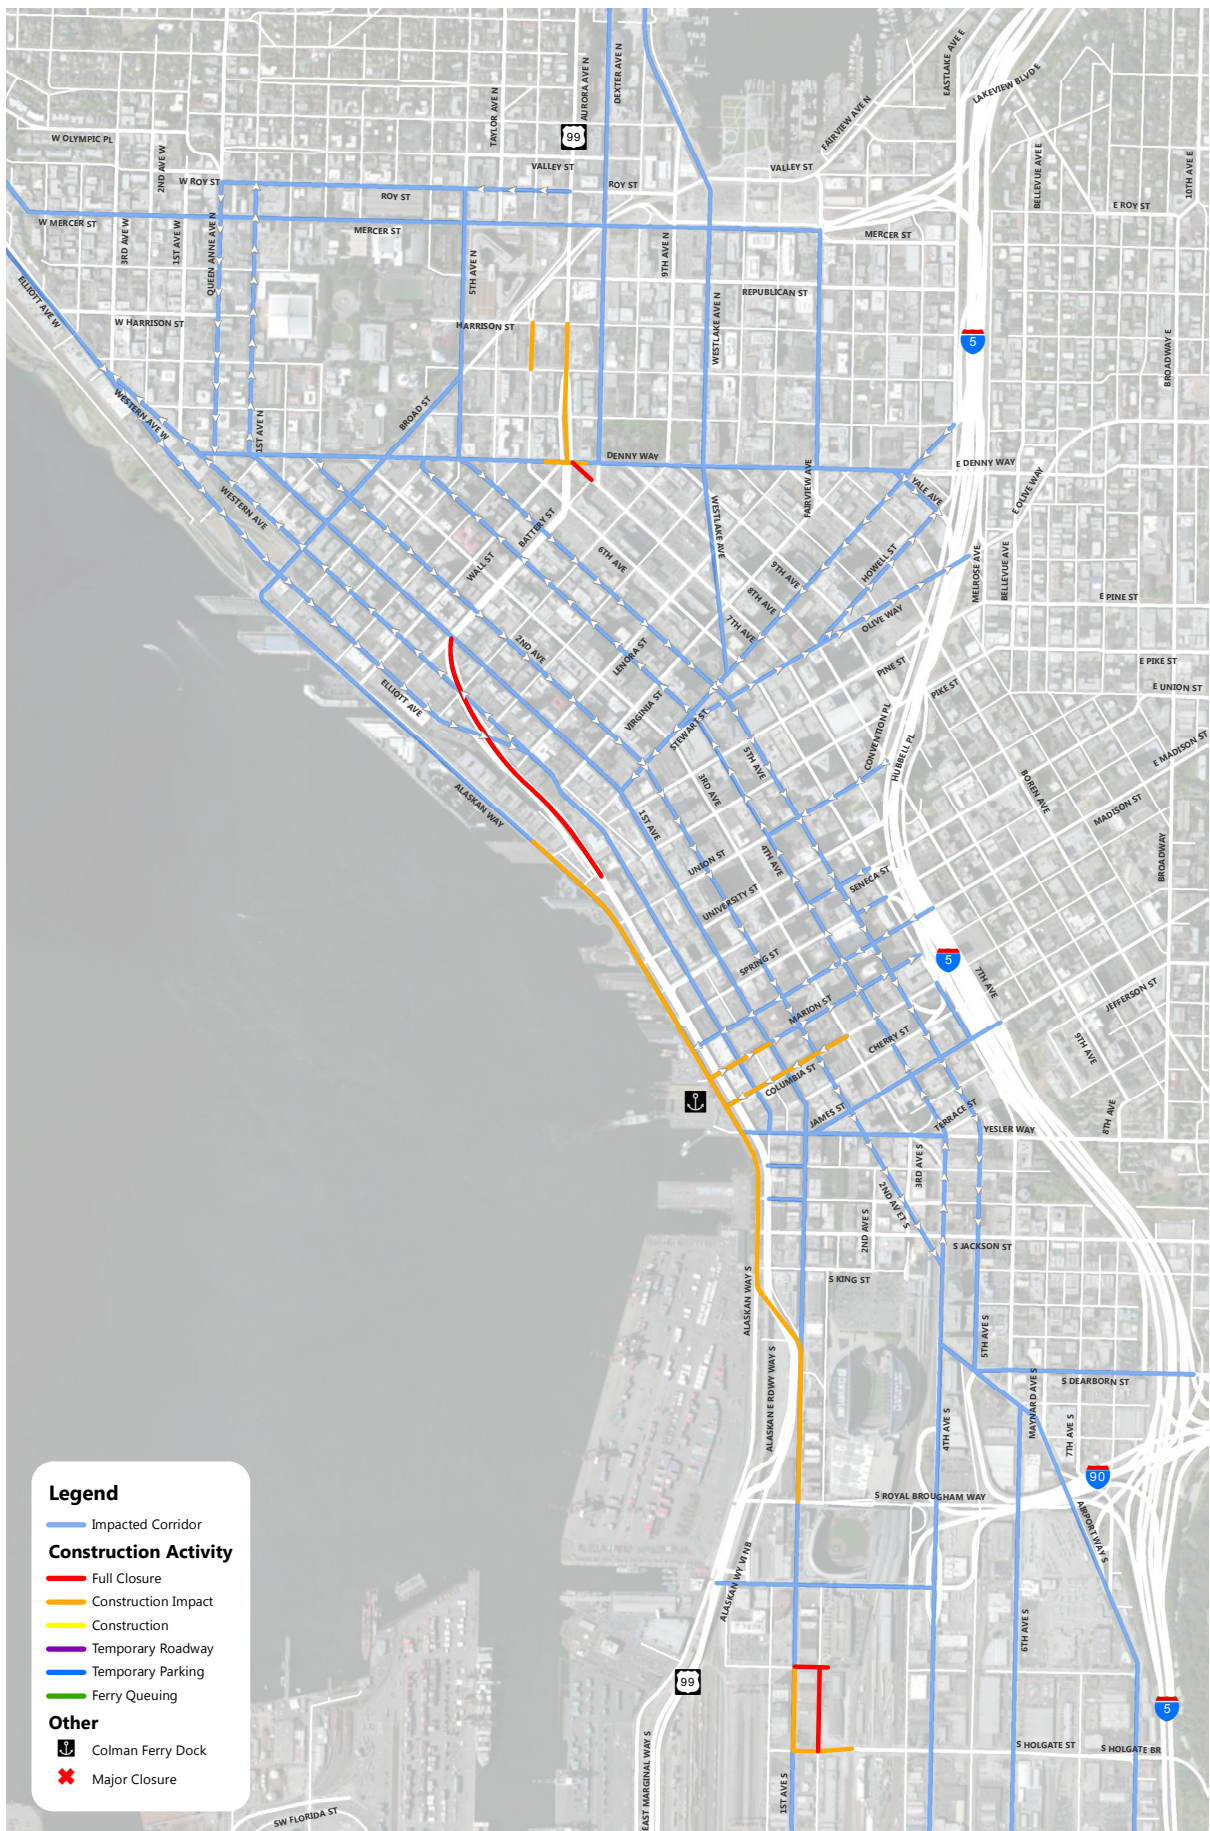 EASTLAKE AVE E
LAKEVIEW BLVD E
AURORA AVE N
DEXTER AVE N
TAYLOR AVE N
FAIRVIEW AVE N
99
W OLYMPIC PL
2ND AVE W
VALLEY ST
VALLEY ST
BELLEVUE AVE E
10TH AVE E
W ROY ST
ROY ST
ROY ST
E ROY ST
W MERCER ST
3RD AVE W
1ST AVE W
QUEEN ANNE AVE N
MERCER ST
MERCER ST
9TH AVE N
5TH AVE N
ELLIOTT AVE W
REPUBLICAN ST
W HARRISON ST
HARRISON ST
WESTLAKE AVE N
5
BROADWAY E
WESTERN AVE W
1ST AVE N
BROAD ST
DENNY WAY
E DENNY WAY
FAIRVIEW AVE
YALE AVE
E OLIVE WAY
WESTERN AVE
WESTLAKE AVE
BATTERY ST
WALL ST
6TH AVE
9TH AVE
HOWELL ST
MELROSE AVE
BELLEVUE AVE
8TH AVE
E PINE ST
7TH AVE
OLIVE WAY
2ND AVE
LENORA ST
PINE ST
E PIKE ST
PIKE ST
E UNION ST
ELLIOTT AVE
VIRGINIA ST
STEWART ST
CONVENTION PL
HUBBELL PL
E MADISON ST
5TH AVE
3RD AVE
BOREN AVE
ALASKAN WAY
1ST AVE
MADISON ST
4TH AVE
UNION ST
BROADWAY
SENECA ST
UNIVERSITY ST
SPRING ST
5
7TH AVE
JEFFERSON ST
MARION ST
CHERRY ST
9TH AVE
COLUMBIA ST
JAMES ST
TERRACE ST
8TH AVE
YESLER WAY
3RD AVE S
2ND AV ET S
2ND AVE S
S JACKSON ST
S KING ST
ALASKAN WAY S
5TH AVE S
ALASKAN E RDWY WAY S
S DEARBORN ST
MAYNARD AVE S
4TH AVE S
7TH AVE S
90
S ROYAL BROUGHAM WAY
AIRPORT WAY S
ALASKAN WY VI NB
6TH AVE S
99
5
S HOLGATE ST
S HOLGATE BR
EAST MARGINAL WAY S
1ST AVE S
SW FLORIDA ST
Legend
Impacted Corridor
Construction Activity
Full Closure
Construction Impact
Construction
Temporary Roadway
Temporary Parking
Ferry Queuing
Other
Colman Ferry Dock
Major Closure